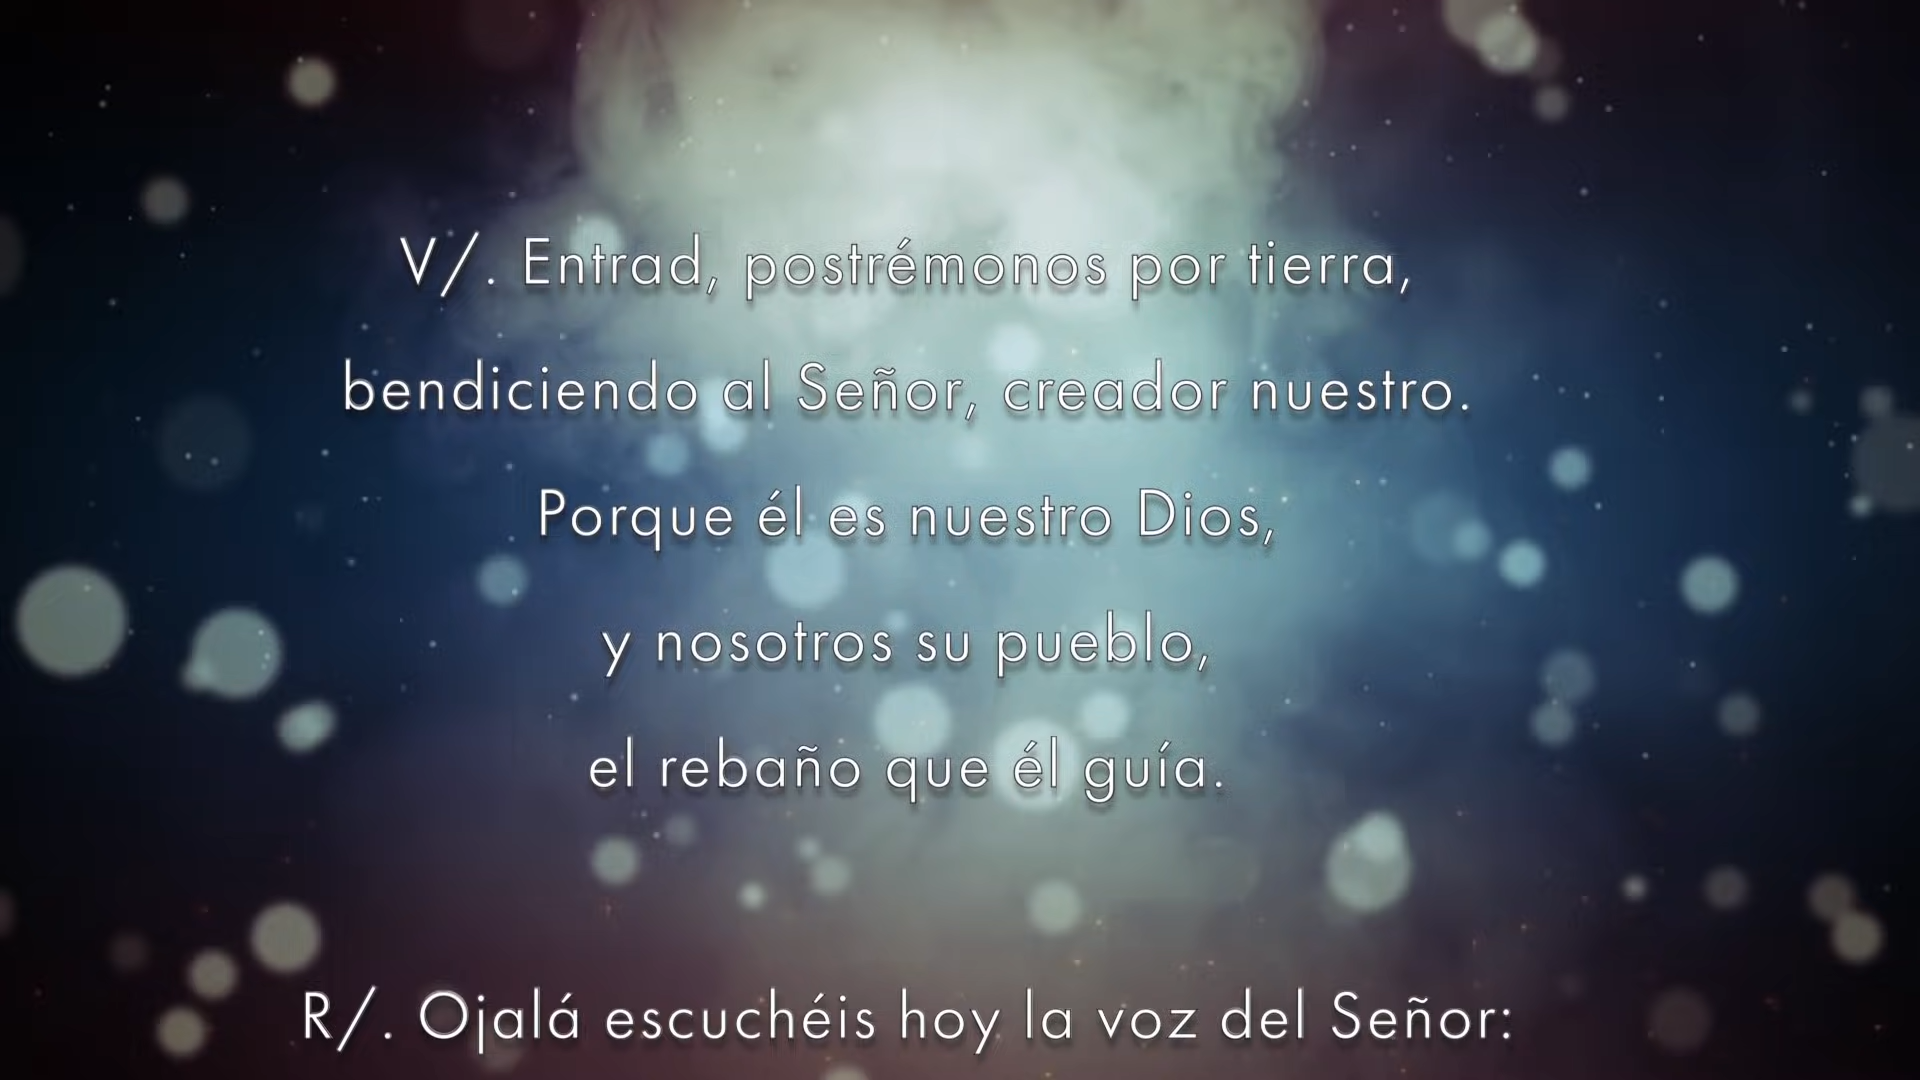 V/. Entrad, postrémonos por tierra,
bendiciendo al Señor, creador nuestro.
Porque él es nuestro Dios,
y nosotros su pueblo,
el rebaño que él guía.
R/. Ojalá escuchéis hoy la voz del Señor: